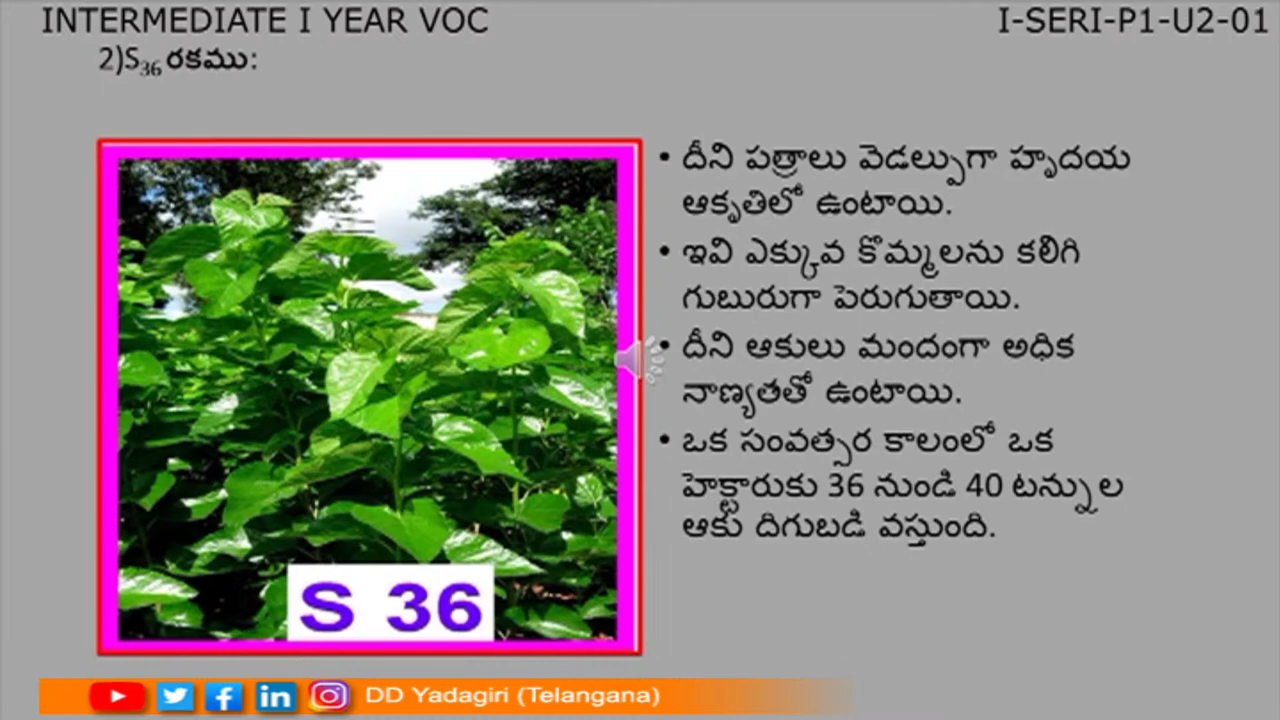 INTERMEDIATE I YEAR VOC
I-SERI-P1-U2-01
2)S36 రకము:
• దీని పత్రాలు వెడల్పుగా హృదయ
ఆకృతిలో ఉంటాయి.
• ఇవి ఎక్కువ కొమ్మలను కలిగి
గుబురుగా పెరుగుతాయి.
• దీని ఆకులు మందంగా అధిక
నాణ్యతతో ఉంటాయి.
• ఒక సంవత్సర కాలంలో ఒక
హెక్టారుకు 36 నుండి 40 టన్నుల
ఆకు దిగుబడి వస్తుంది.
S 36
DD Yadagiri (Telangana)